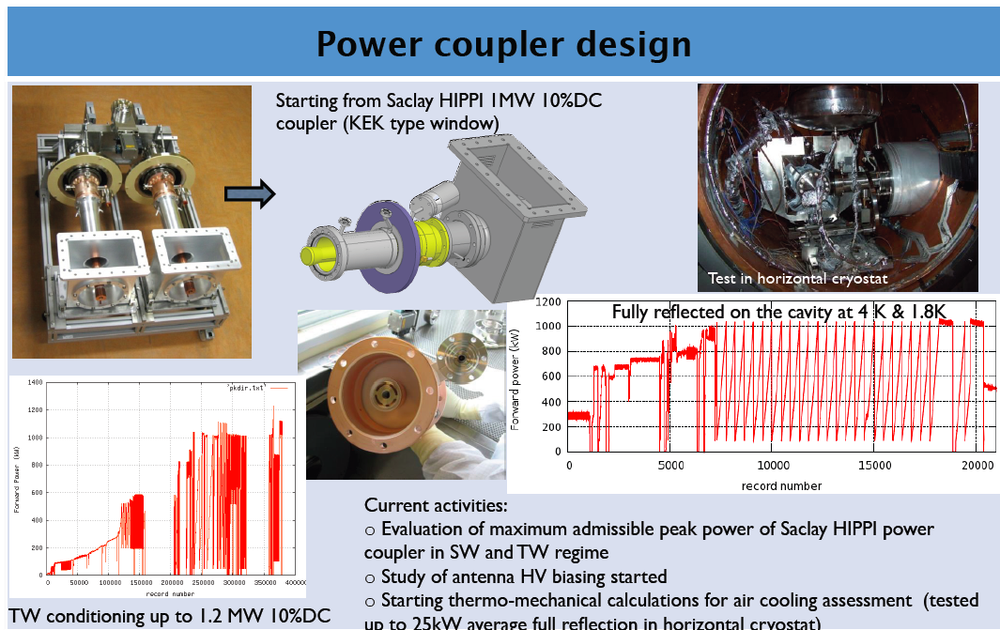 Power coupler design
Starting from Saclay HIPPI 1MW 10%DC
coupler (KEK type window)
Test in horizontal cryostat
Fully reflected on the cavity at 4 K & 1.8K
Forward power (kW)
1200
1000
800
600
400
200
0
0 5000 10000 15000 20000
record number
'pkdir.txt'
Forward Power (kW)
1400
1200
1000
800
600
400
200
0
0 50000 100000 150000 200000 250000 300000 350000 400000
record number
TW conditioning up to 1.2 MW 10%DC
Current activities:
o Evaluation of maximum admissible peak power of Saclay HIPPI power
coupler in SW and TW regime
o Study of antenna HV biasing started
o Starting thermo-mechanical calculations for air cooling assessment (tested
up to 25kW average full reflection in horizontal cryostat)